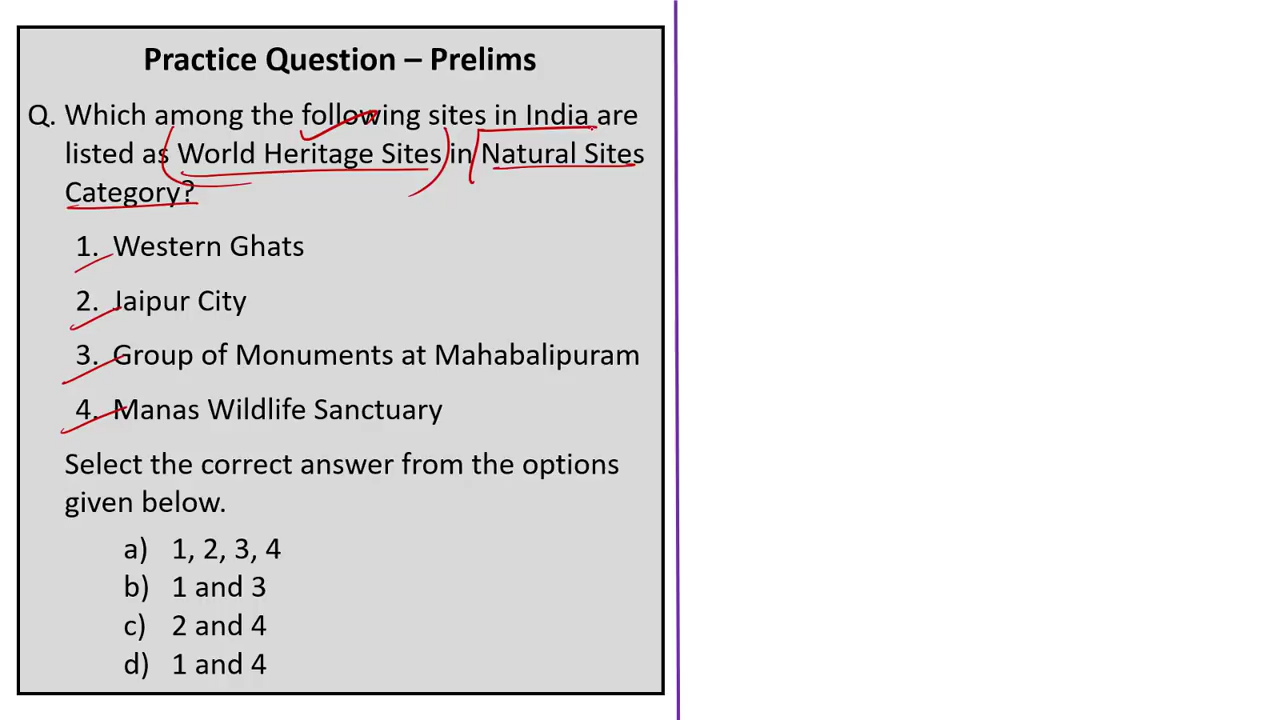 Practice Question – Prelims
Q. Which among the following sites in India are
listed as World Heritage Sites in Natural Sites
Category?
1. Western Ghats
2. Jaipur City
3. Group of Monuments at Mahabalipuram
4. Manas Wildlife Sanctuary
Select the correct answer from the options
given below.
a) 1, 2, 3, 4
b) 1 and 3
c) 2 and 4
d) 1 and 4